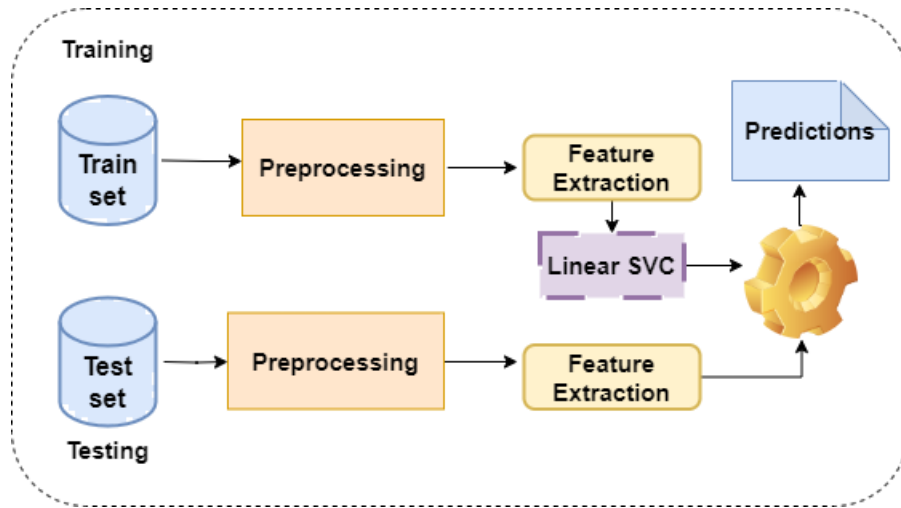 Training
Train
set
Preprocessing
Feature
Extraction
Predictions
Linear SVC
Test
set
Preprocessing
Feature
Extraction
Testing